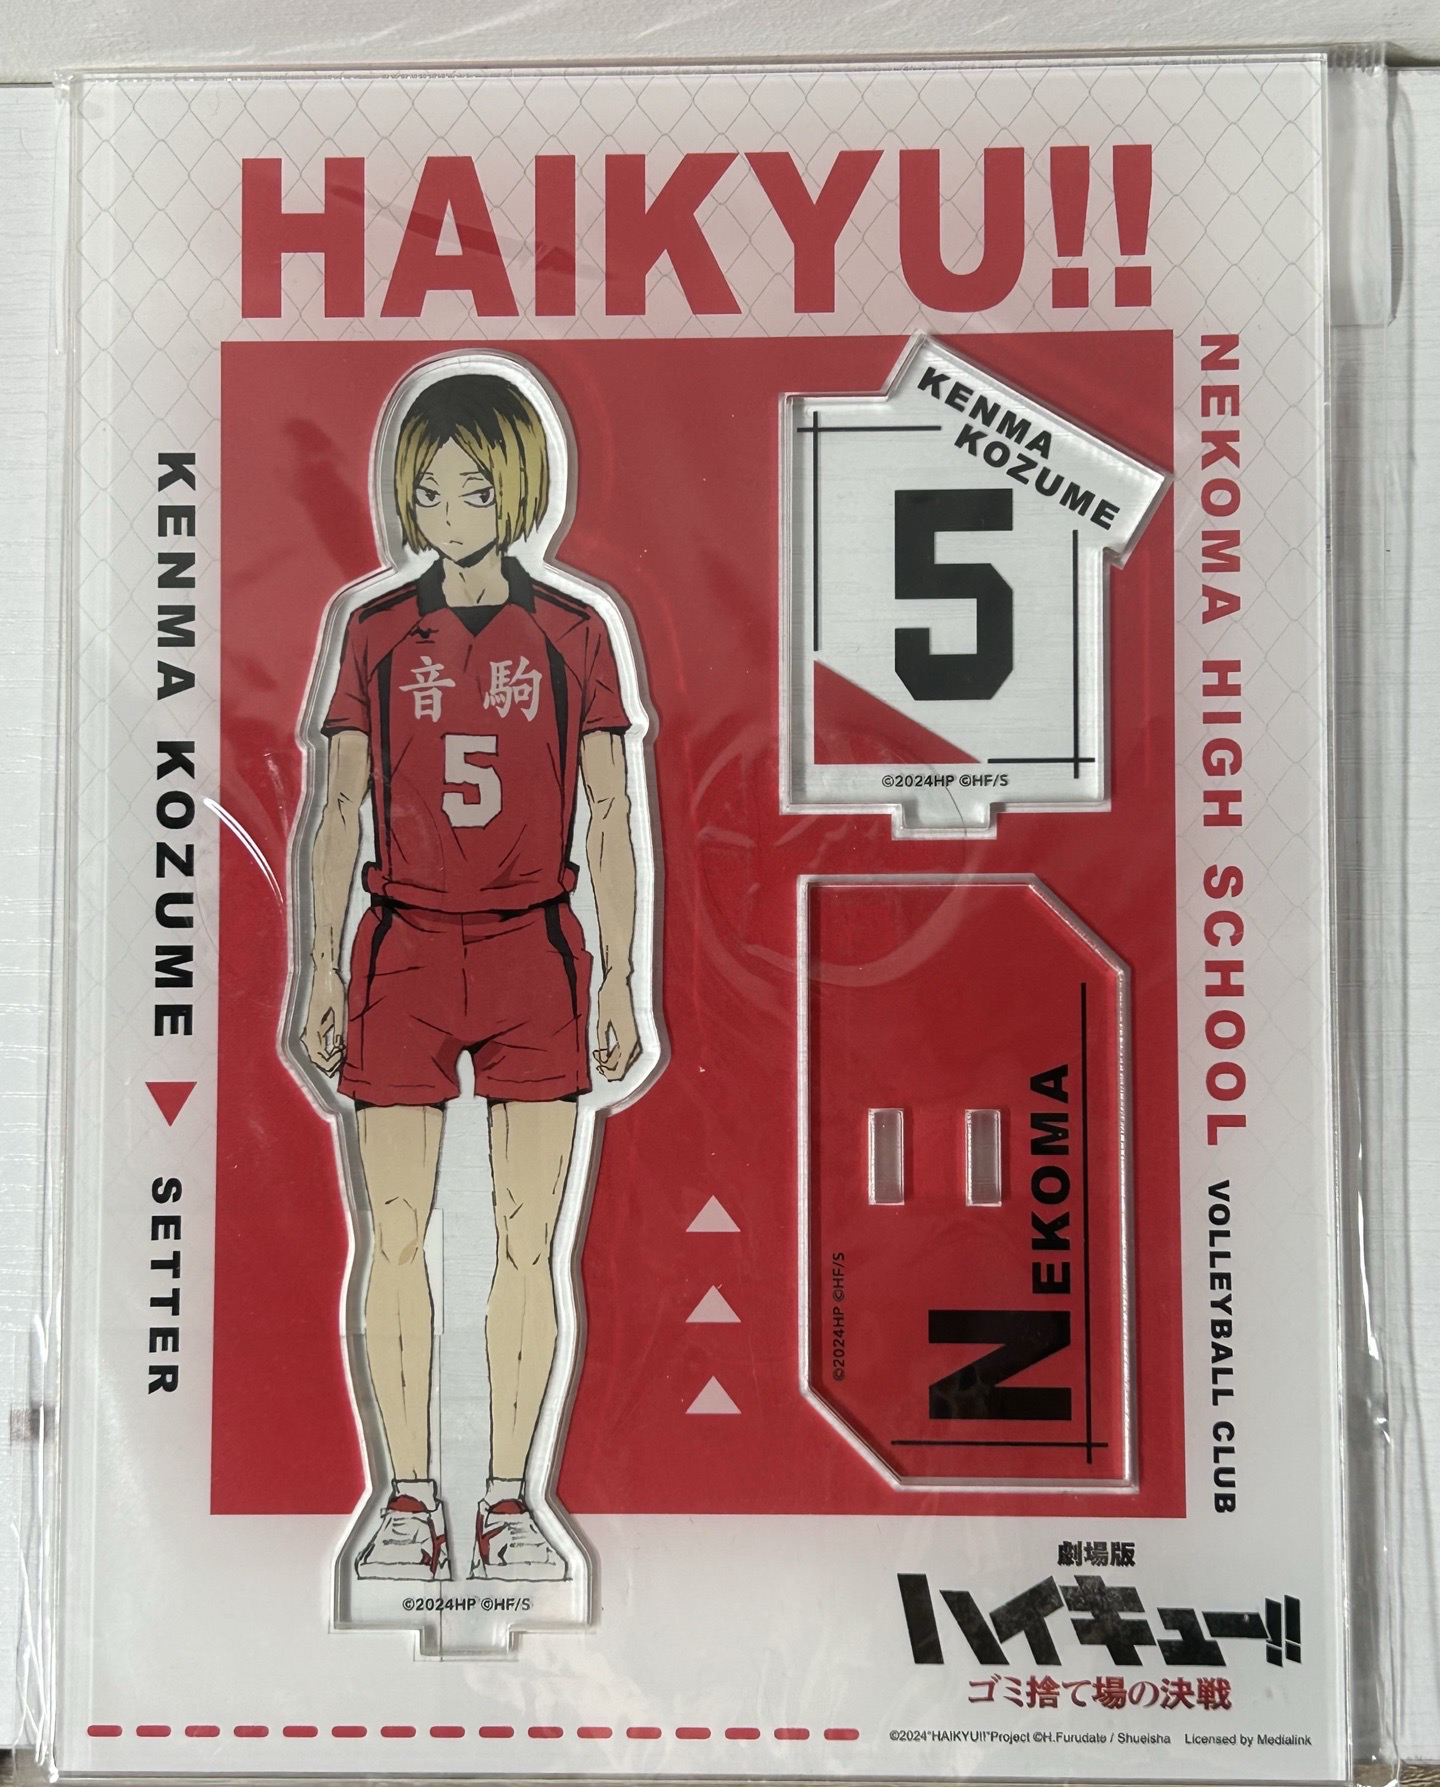 HAIKYU!!
KENMA KOZUME ▼ SETTER
音駒
5
©2024HP ©HF/S
KENMA
KOZUME
5
©2024HP ©HF/S
NEKOMA
©2024HP ©HF/S
NEKOMA HIGH SCHOOL VOLLEYBALL CLUB
劇場版
ハイキュー!!
ゴミ捨て場の決戦
©2024"HAIKYU!!"Project ©H.Furudate / Shueisha Licensed by Medialink